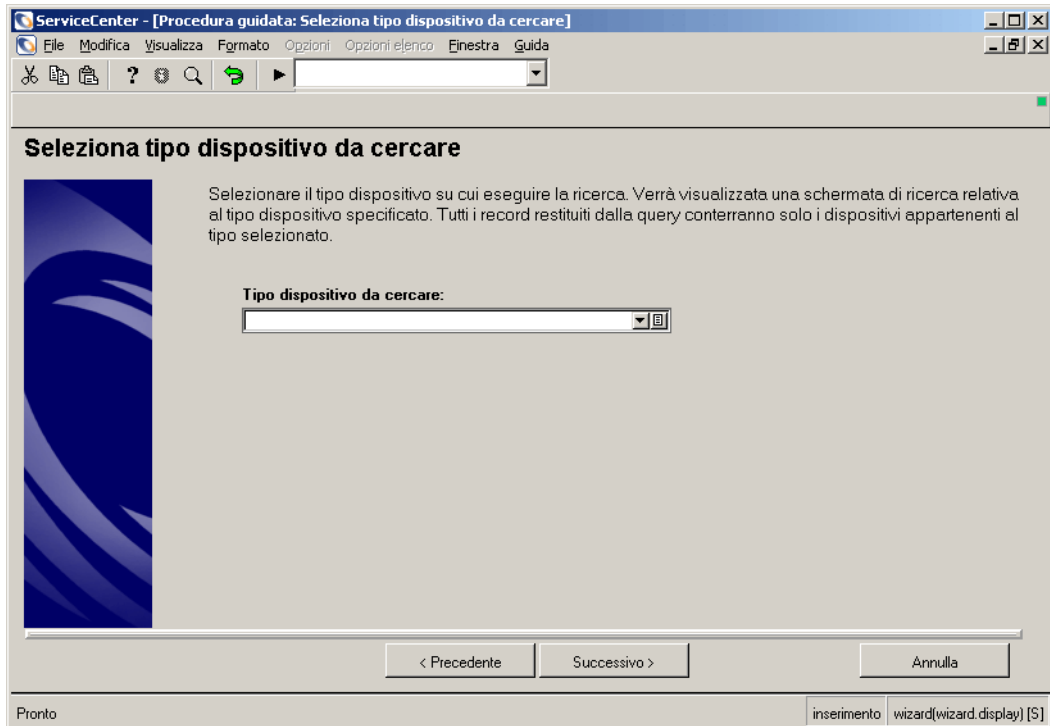 ServiceCenter - [Procedura guidata: Seleziona tipo dispositivo da cercare]
File Modifica Visualizza Formato Opzioni Opzioni elenco Finestra Guida
Seleziona tipo dispositivo da cercare
Selezionare il tipo dispositivo su cui eseguire la ricerca. Verrà visualizzata una schermata di ricerca relativa
al tipo dispositivo specificato. Tutti i record restituiti dalla query conterranno solo i dispositivi appartenenti al
tipo selezionato.
Tipo dispositivo da cercare:
< Precedente Successivo > Annulla
Pronto inserimento wizard(wizard.display) [S]